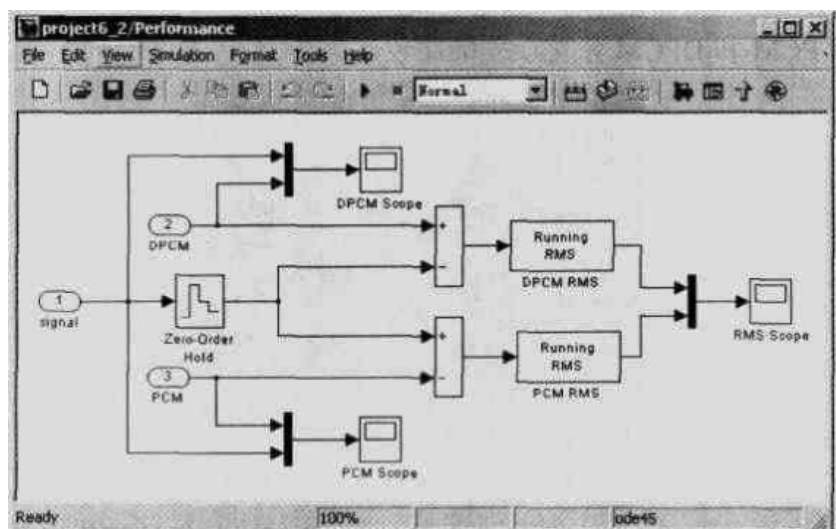 project6_2/Performance
File Edit View Simulation Format Tools Help
Normal
DPCM Scope
2
DPCM
+
−
Running
RMS
DPCM RMS
1
signal
Zero-Order
Hold
RMS Scope
+
−
Running
RMS
PCM RMS
3
PCM
PCM Scope
Ready 100% ode45